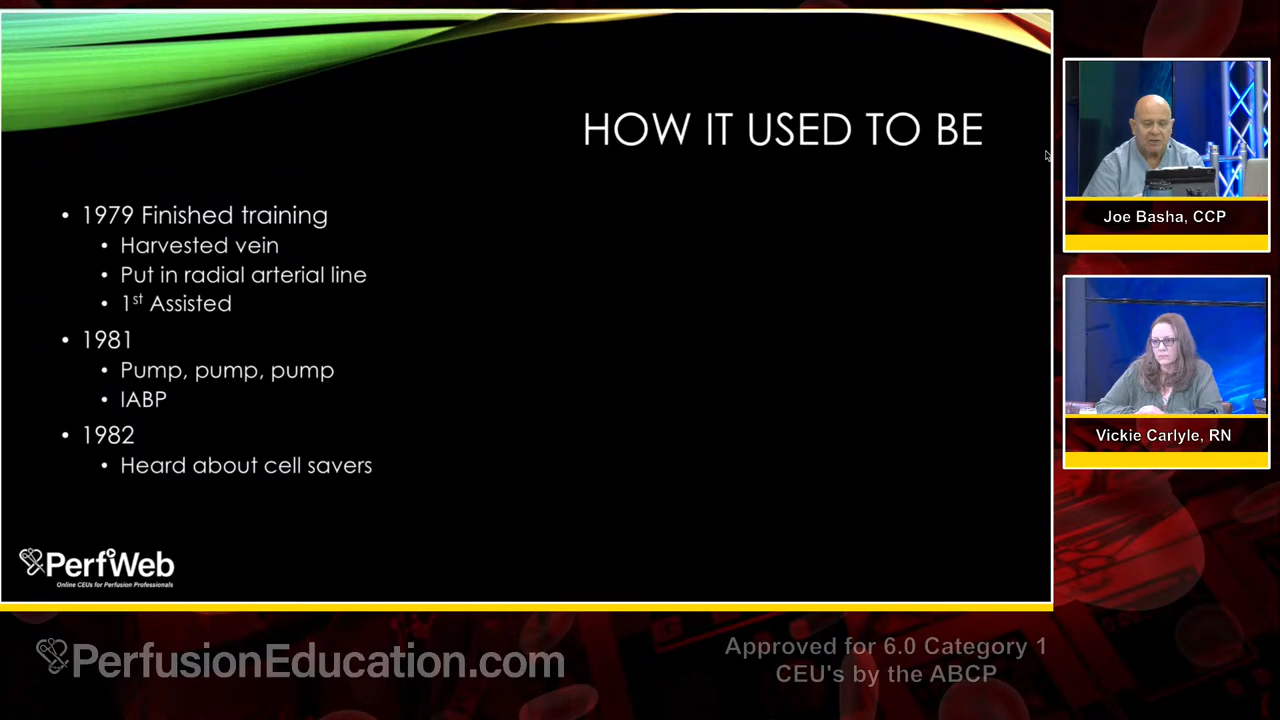 HOW IT USED TO BE
• 1979 Finished training
• Harvested vein
• Put in radial arterial line
• 1st Assisted
• 1981
• Pump, pump, pump
• IABP
• 1982
• Heard about cell savers
PerfWeb
Online CEUs for Perfusion Professionals
Joe Basha, CCP
Vickie Carlyle, RN
PerfusionEducation.com
Approved for 6.0 Category 1
CEU's by the ABCP